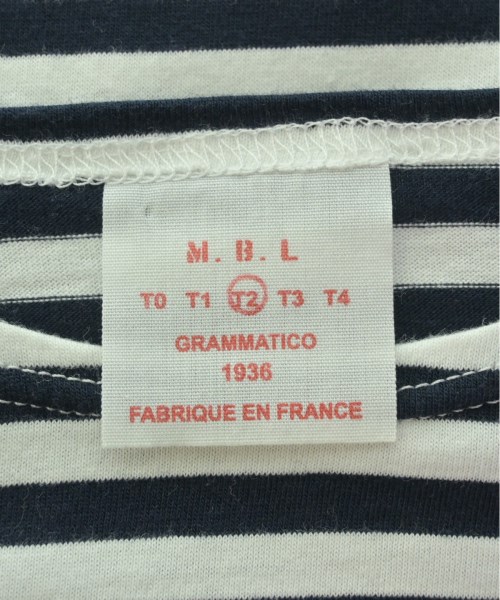 M. B. L
T0 T1 T2 T3 T4
GRAMMATICO
1936
FABRIQUE EN FRANCE